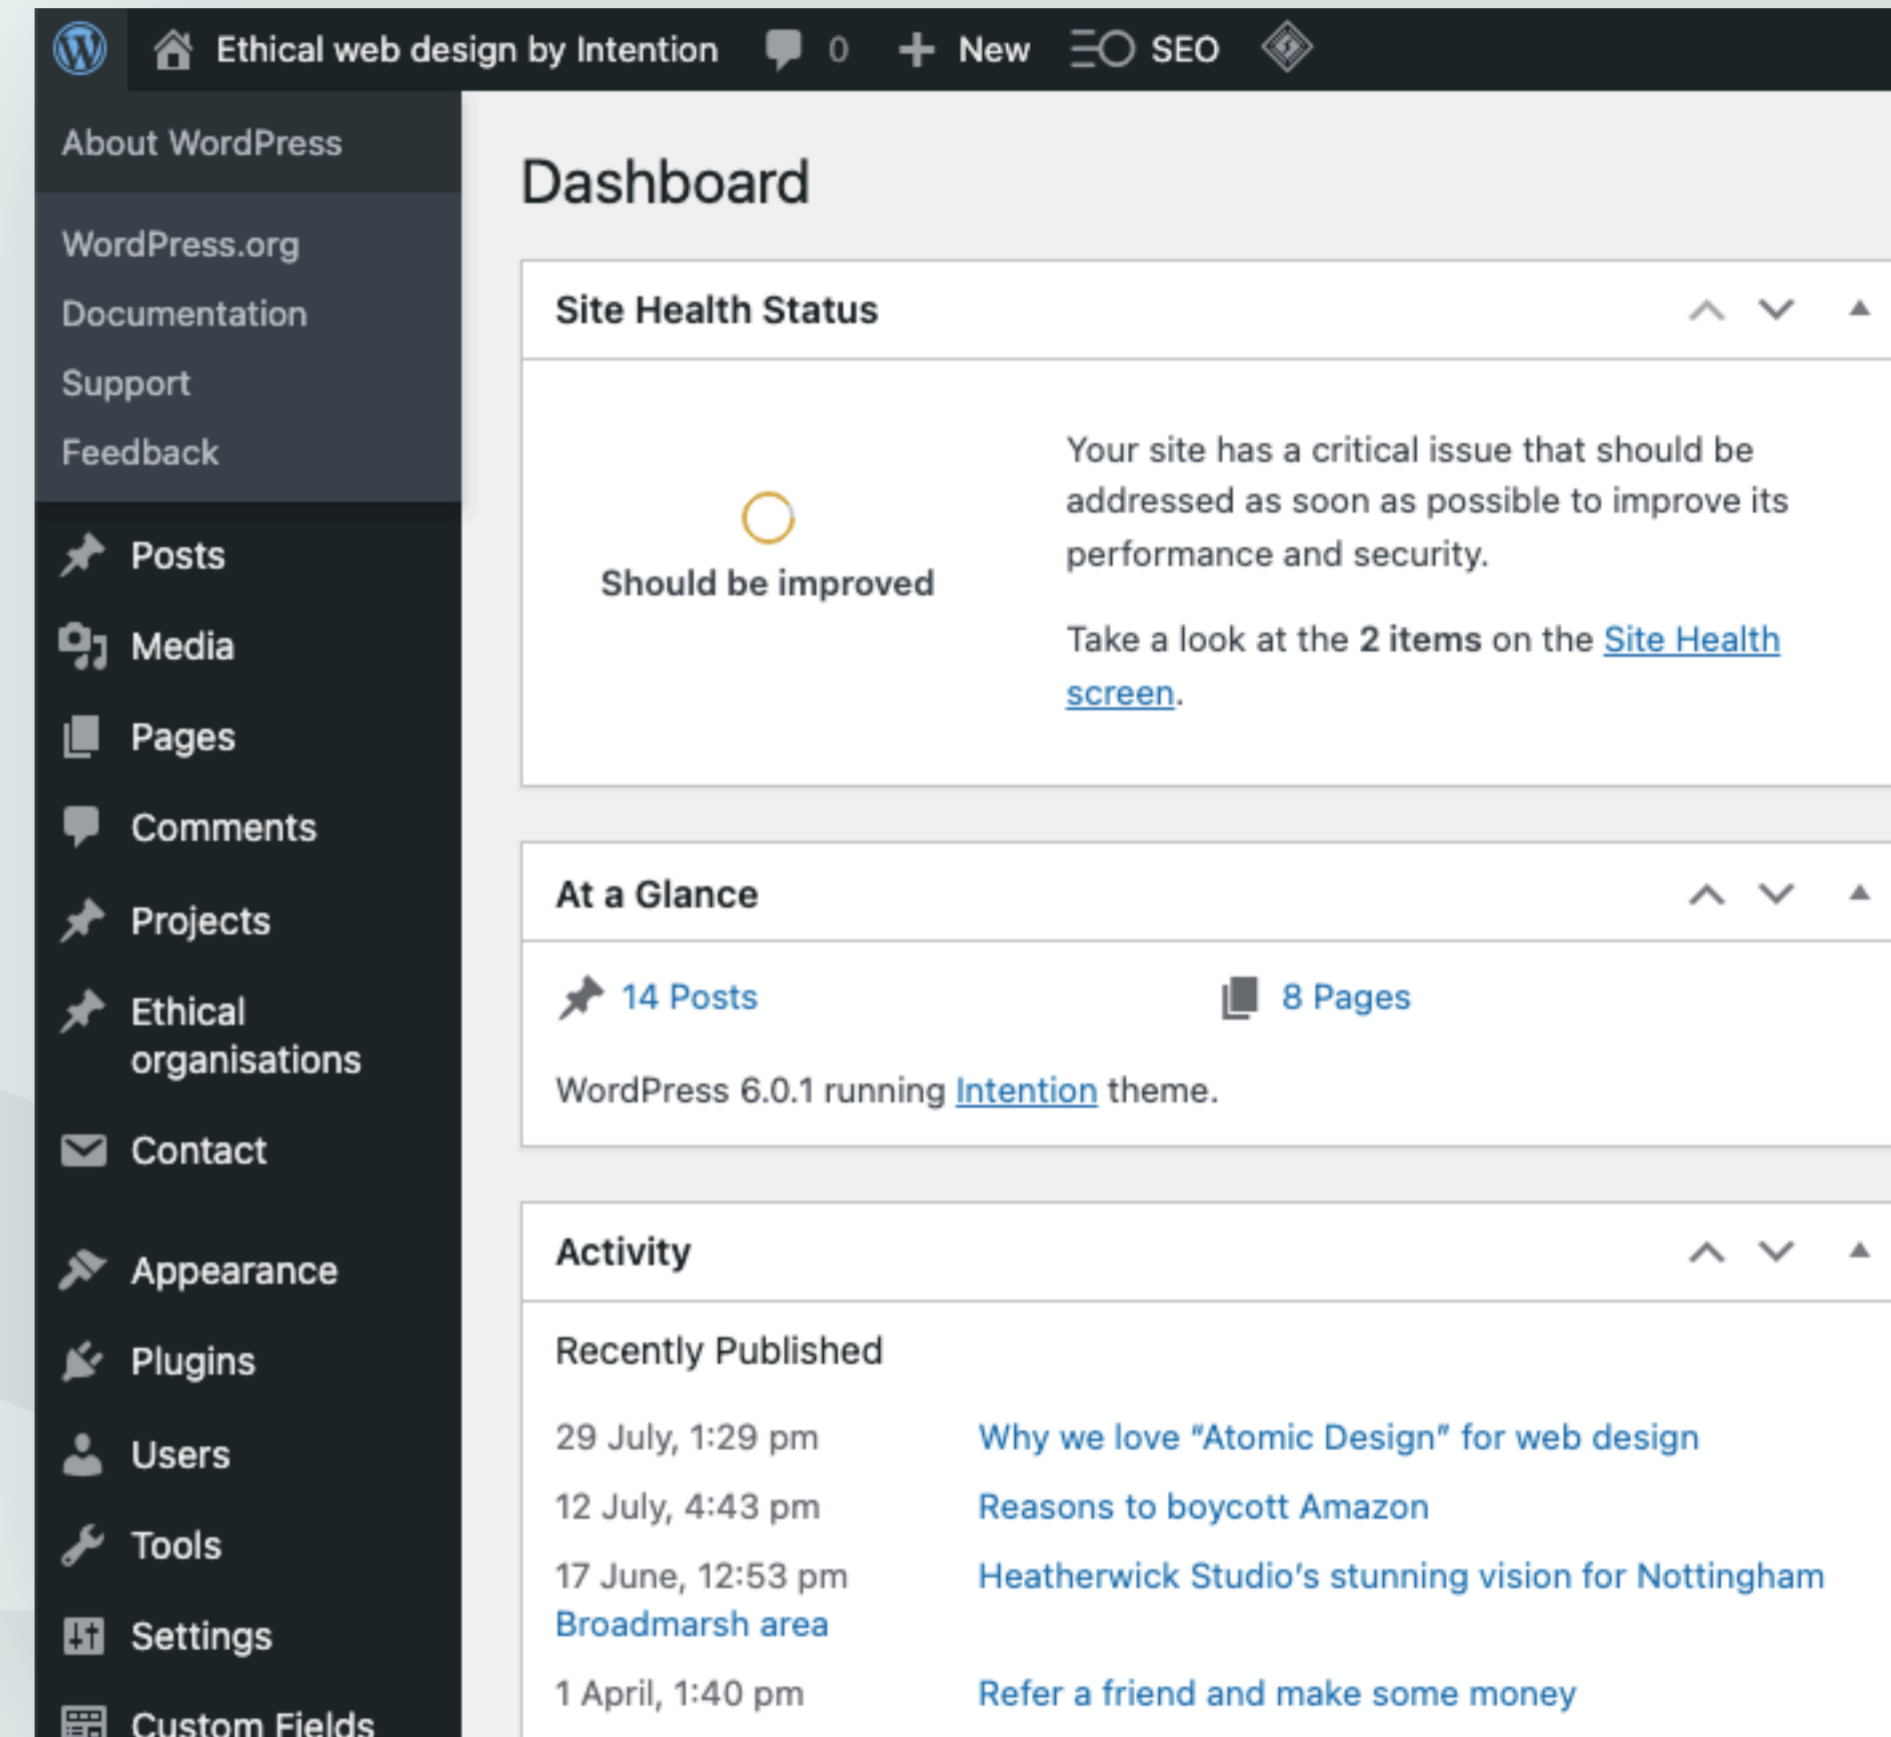 Ethical web design by Intention 0 New SEO
About WordPress
WordPress.org
Documentation
Support
Feedback
Posts
Media
Pages
Comments
Projects
Ethical
organisations
Contact
Appearance
Plugins
Users
Tools
Settings
Custom Fields
Dashboard
Site Health Status
Should be improved
Your site has a critical issue that should be
addressed as soon as possible to improve its
performance and security.
Take a look at the 2 items on the Site Health
screen.
At a Glance
14 Posts 8 Pages
WordPress 6.0.1 running Intention theme.
Activity
Recently Published
29 July, 1:29 pm Why we love “Atomic Design” for web design
12 July, 4:43 pm Reasons to boycott Amazon
17 June, 12:53 pm Heatherwick Studio’s stunning vision for Nottingham
Broadmarsh area
1 April, 1:40 pm Refer a friend and make some money